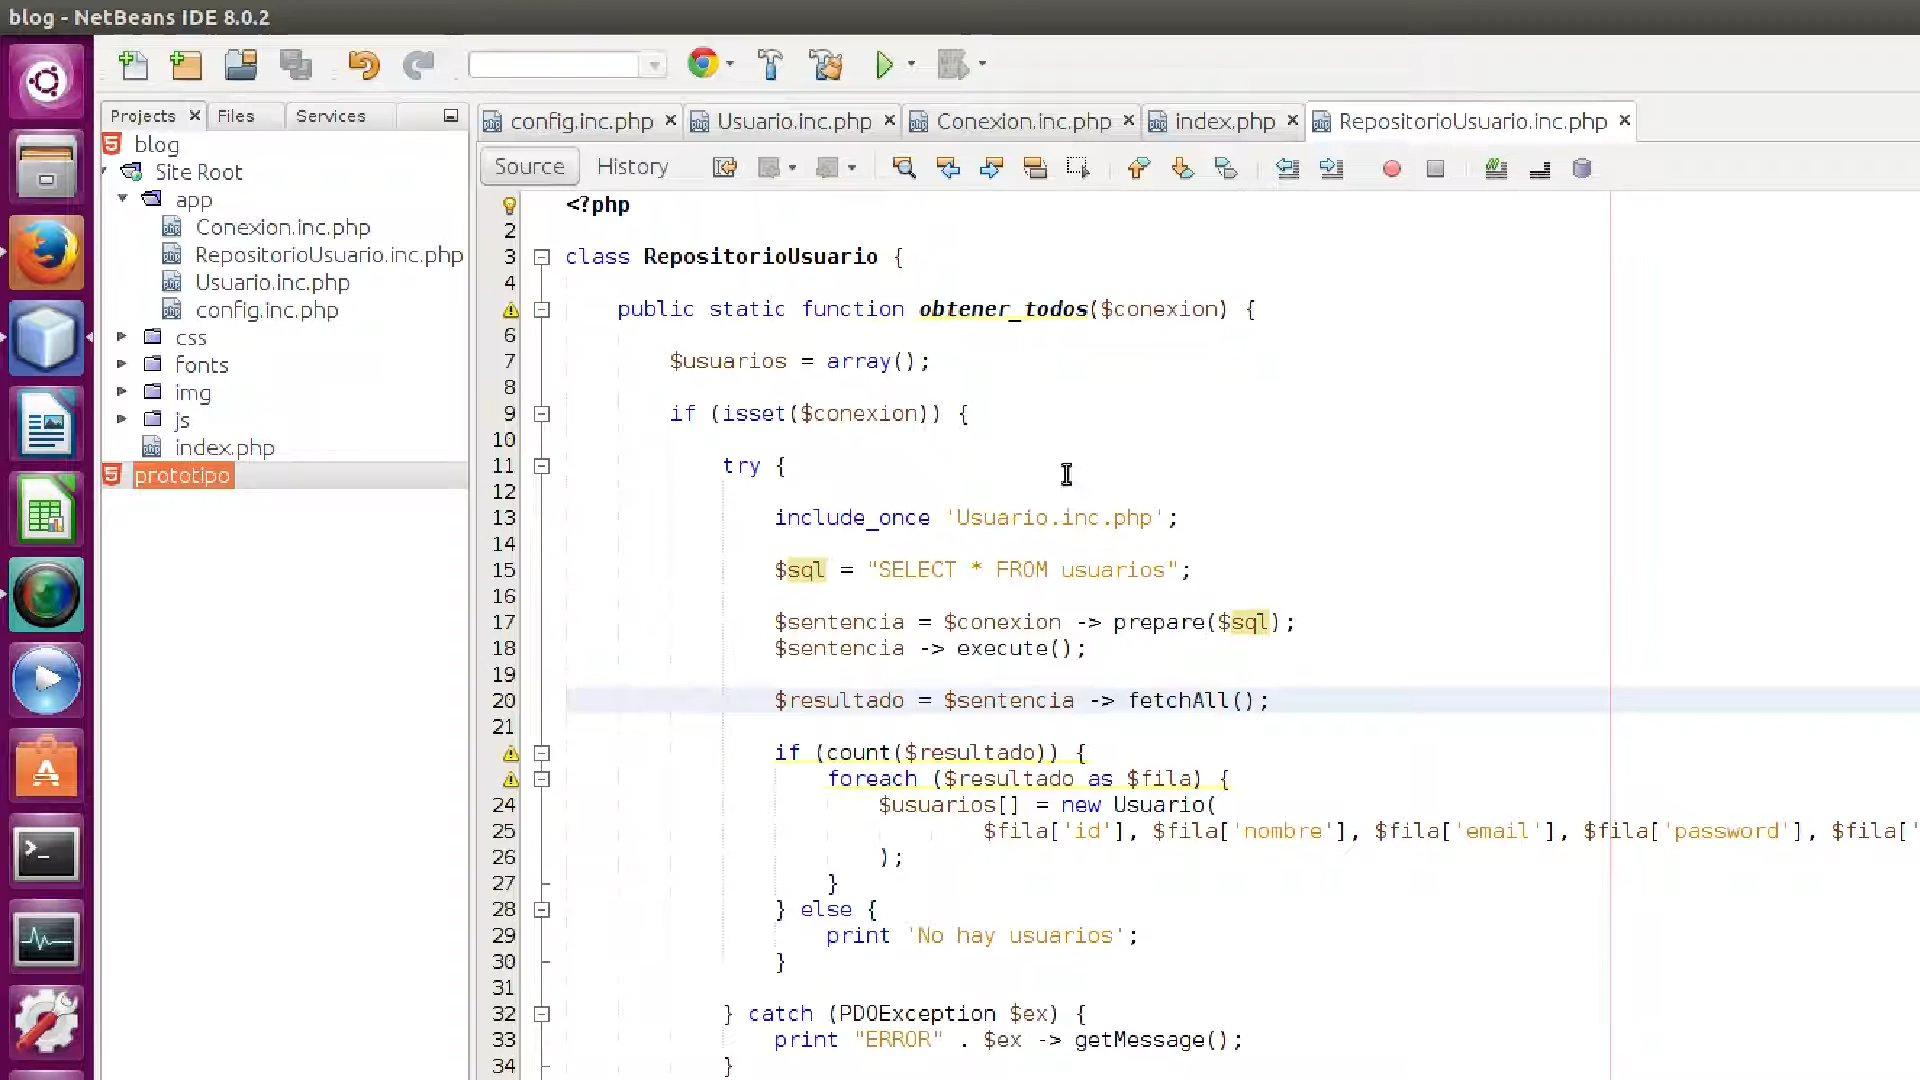 blog - NetBeans IDE 8.0.2
Projects
Files
Services
config.inc.php
Usuario.inc.php
Conexion.inc.php
index.php
RepositorioUsuario.inc.php
Source
History
blog
Site Root
app
Conexion.inc.php
RepositorioUsuario.inc.php
Usuario.inc.php
config.inc.php
css
fonts
img
js
index.php
prototipo
<?php
2
3 class RepositorioUsuario {
4
public static function obtener_todos($conexion) {
6
7 $usuarios = array();
8
9 if (isset($conexion)) {
10
11 try {
12
13 include_once 'Usuario.inc.php';
14
15 $sql = "SELECT * FROM usuarios";
16
17 $sentencia = $conexion -> prepare($sql);
18 $sentencia -> execute();
19
20 $resultado = $sentencia -> fetchAll();
21
if (count($resultado)) {
foreach ($resultado as $fila) {
24 $usuarios[] = new Usuario(
25 $fila['id'], $fila['nombre'], $fila['email'], $fila['password'], $fila['
26 );
27 }
28 } else {
29 print 'No hay usuarios';
30 }
31
32 } catch (PDOException $ex) {
33 print "ERROR" . $ex -> getMessage();
34 }